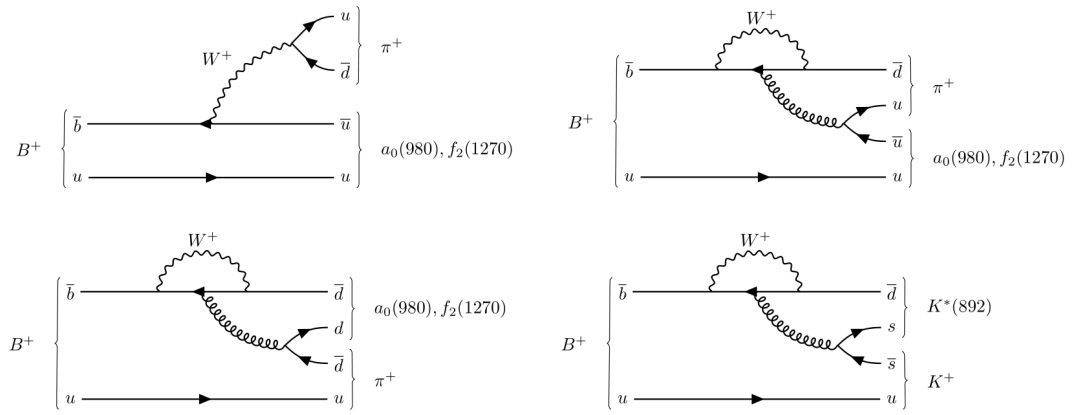 u
W⁺
π⁺
d̅
b̅
u̅
B⁺
a₀(980), f₂(1270)
u
u
W⁺
b̅
d̅
π⁺
u
B⁺
u̅
a₀(980), f₂(1270)
u
u
W⁺
b̅
d̅
a₀(980), f₂(1270)
d
B⁺
d̅
π⁺
u
u
W⁺
b̅
d̅
K*(892)
s
B⁺
s̅
K⁺
u
u